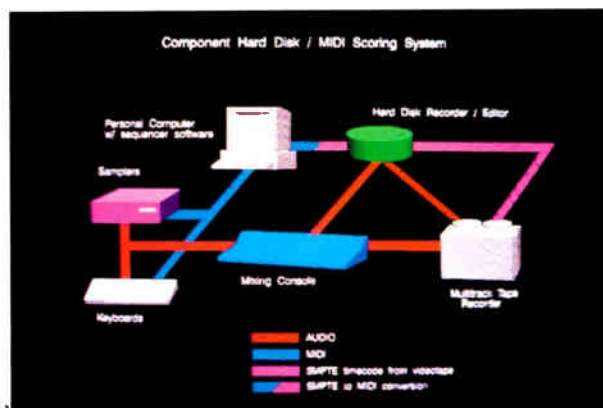 Component Hard Disk / MIDI Scoring System
Hard Disk Recorder / Editor
Personal Computer
w/ sequencer software
Samplers
Mixing Console
Multitrack Tape
Recorder
Keyboards
AUDIO
MIDI
SMPTE timecode from videotape
SMPTE to MIDI conversion